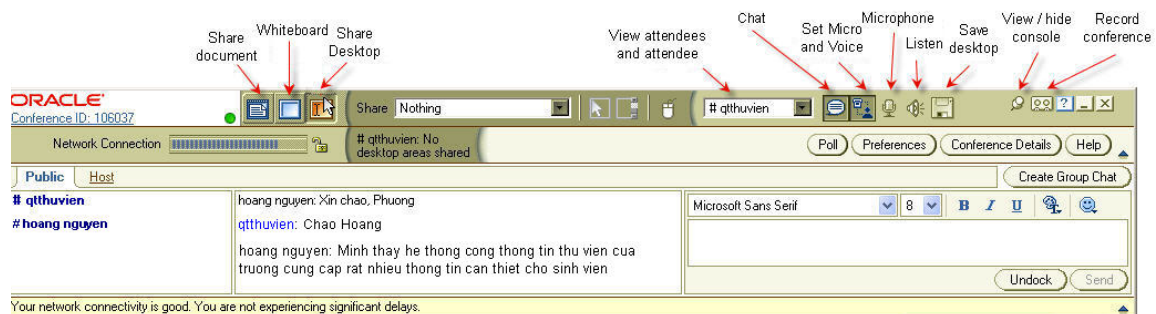 Share document
Whiteboard
Share Desktop
View attendees and attendee
Chat
Set Micro and Voice
Microphone
Listen
Save desktop
View / hide console
Record conference
ORACLE'
Conference ID: 106037
Share Nothing
# qtthuvien
Network Connection
# qtthuvien: No
desktop areas shared
Poll Preferences Conference Details Help
Public Host
Create Group Chat
# qtthuvien
# hoang nguyen
hoang nguyen: Xin chao, Phuong
qtthuvien: Chao Hoang
hoang nguyen: Minh thay he thong cong thong tin thu vien cua
truong cung cap rat nhieu thong tin can thiet cho sinh vien
Microsoft Sans Serif 8 B I U
Undock Send
Your network connectivity is good. You are not experiencing significant delays.